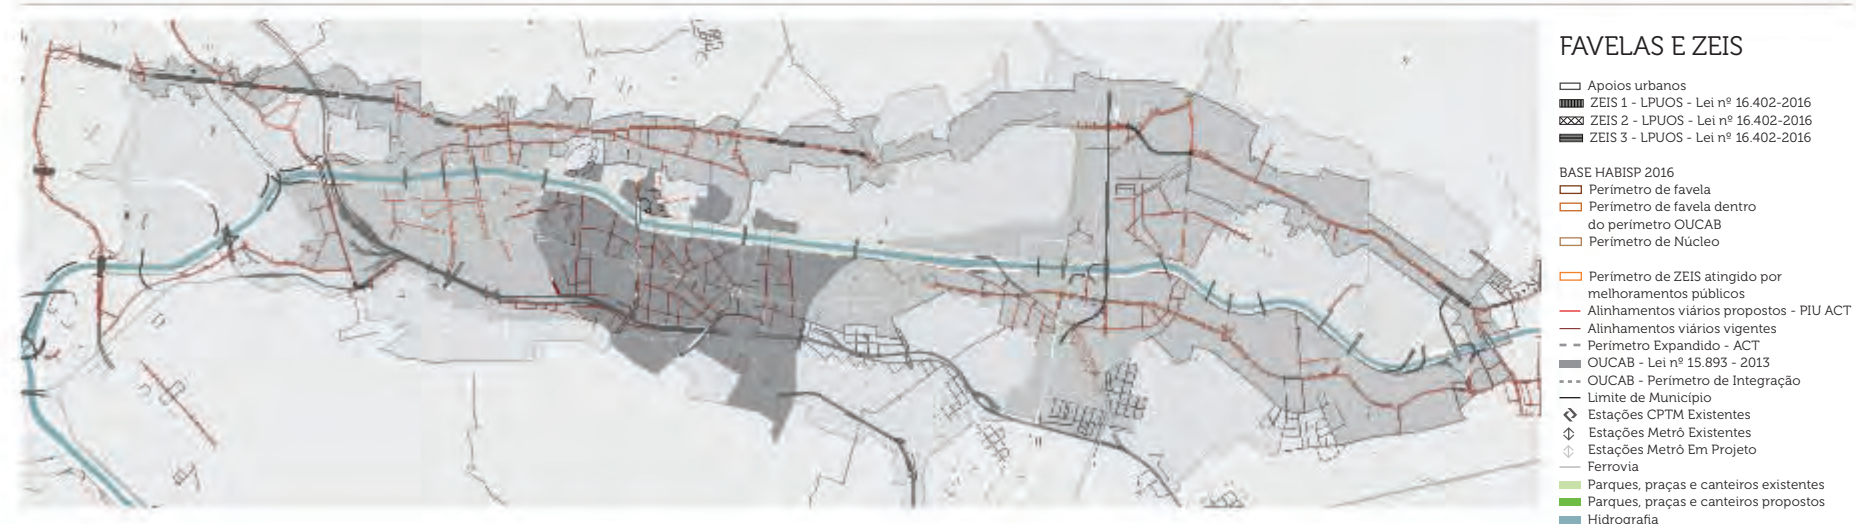 FAVELAS E ZEIS
Apoios urbanos
ZEIS 1 - LPUOS - Lei nº 16.402-2016
ZEIS 2 - LPUOS - Lei nº 16.402-2016
ZEIS 3 - LPUOS - Lei nº 16.402-2016
BASE HABISP 2016
Perímetro de favela
Perímetro de favela dentro
do perímetro OUCAB
Perímetro de Núcleo
Perímetro de ZEIS atingido por
melhoramentos públicos
Alinhamentos viários propostos - PIU ACT
Alinhamentos viários vigentes
Perímetro Expandido - ACT
OUCAB - Lei nº 15.893 - 2013
OUCAB - Perímetro de Integração
Limite de Município
Estações CPTM Existentes
Estações Metrô Existentes
Estações Metrô Em Projeto
Ferrovia
Parques, praças e canteiros existentes
Parques, praças e canteiros propostos
Hidrografia